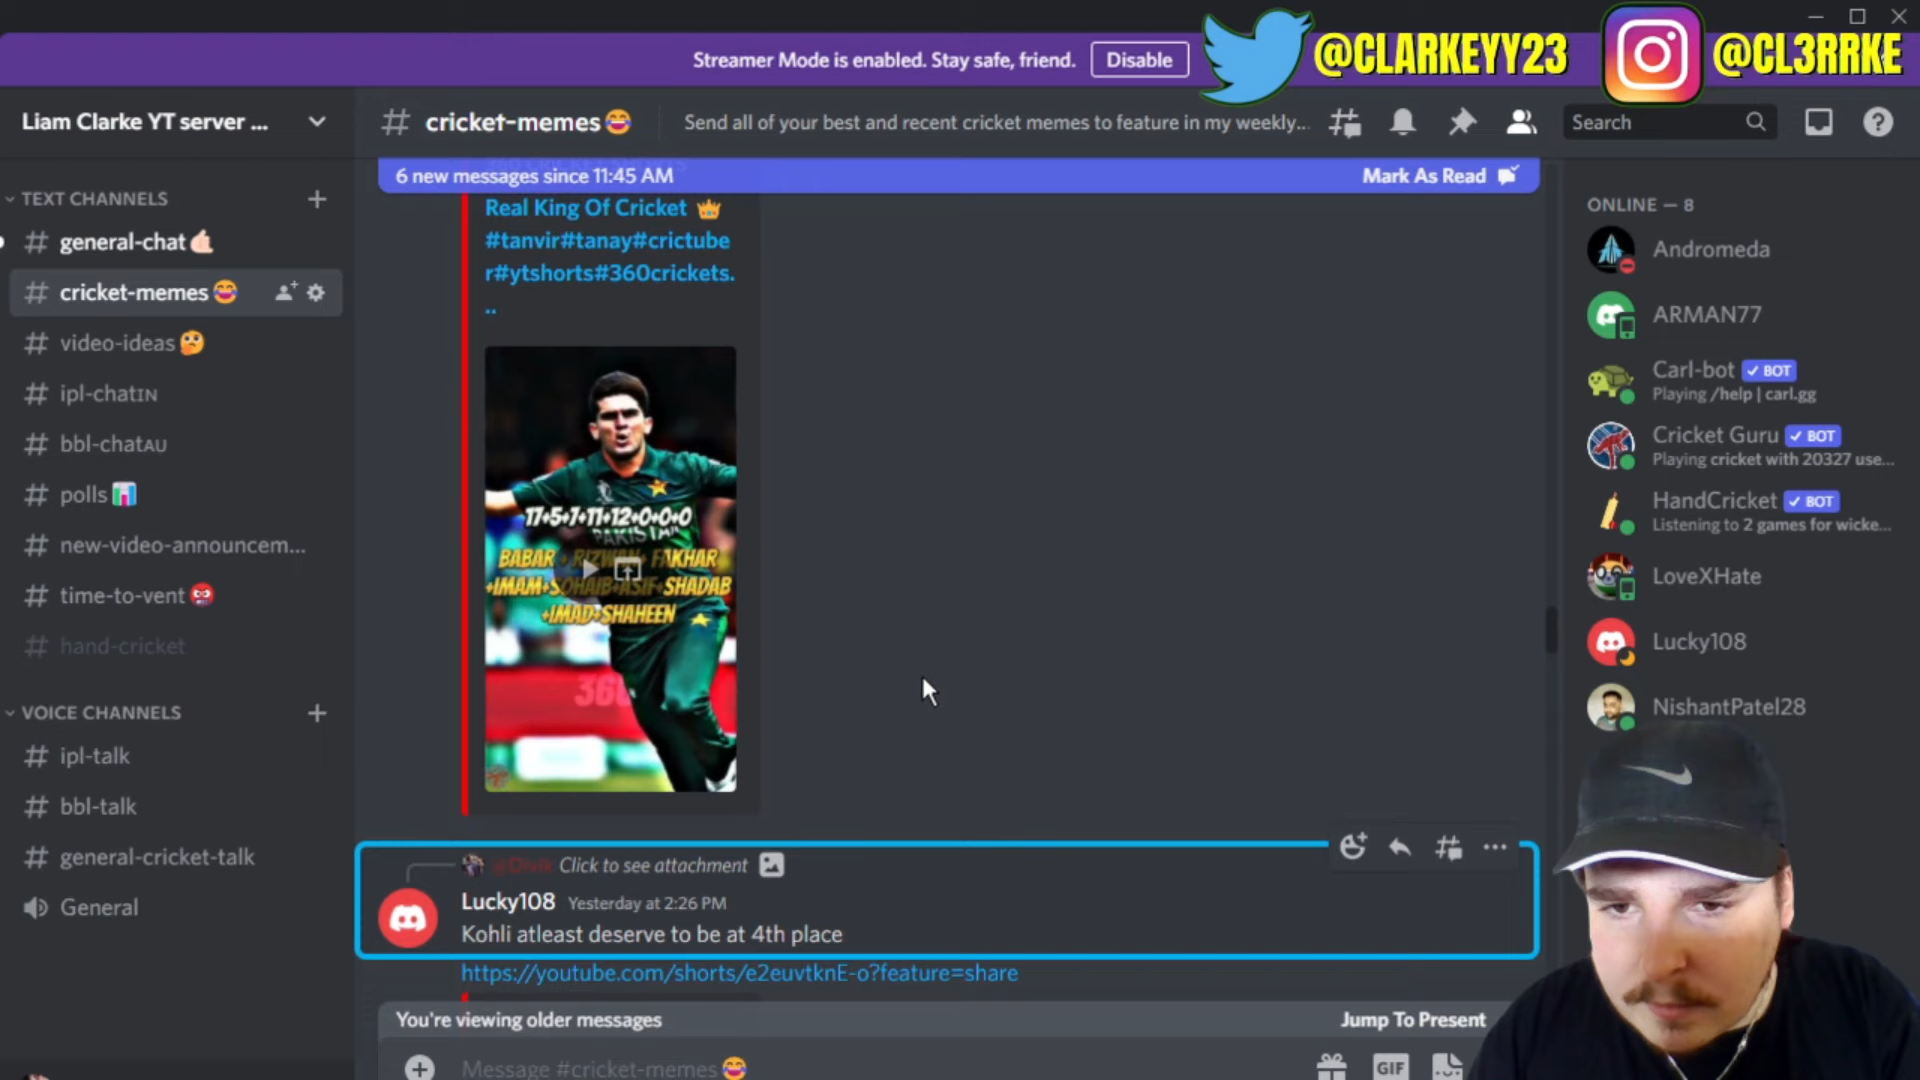 Streamer Mode is enabled. Stay safe, friend.
Disable
@CLARKEYY23
@CL3RRKE
Liam Clarke YT server ...
cricket-memes😂
Send all of your best and recent cricket memes to feature in my weekly...
Search
6 new messages since 11:45 AM
Mark As Read
TEXT CHANNELS
general-chat🤙🏻
cricket-memes😂
video-ideas🤔
ipl-chatIN
bbl-chatAU
polls📊
new-video-announcem...
time-to-vent👹
hand-cricket
VOICE CHANNELS
ipl-talk
bbl-talk
general-cricket-talk
General
Real King Of Cricket 👑
#tanvir#tanay#crictube
r#ytshorts#360crickets.
..
17+5+7+11+12+0+0+0
PAKISTAN
BABAR + RIZWAN+ FAKHAR
+IMAM+SOHAIB+ASIF+SHADAB
+IMAD+SHAHEEN
360
Click to see attachment
Lucky108 Yesterday at 2:26 PM
Kohli atleast deserve to be at 4th place
https://youtube.com/shorts/e2euvtknE-o?feature=share
You're viewing older messages
Jump To Present
Message #cricket-memes😂
GIF
ONLINE — 8
Andromeda
ARMAN77
Carl-bot ✓ BOT
Playing /help | carl.gg
Cricket Guru ✓ BOT
Playing cricket with 20327 use...
HandCricket ✓ BOT
Listening to 2 games for wicke...
LoveXHate
Lucky108
NishantPatel28